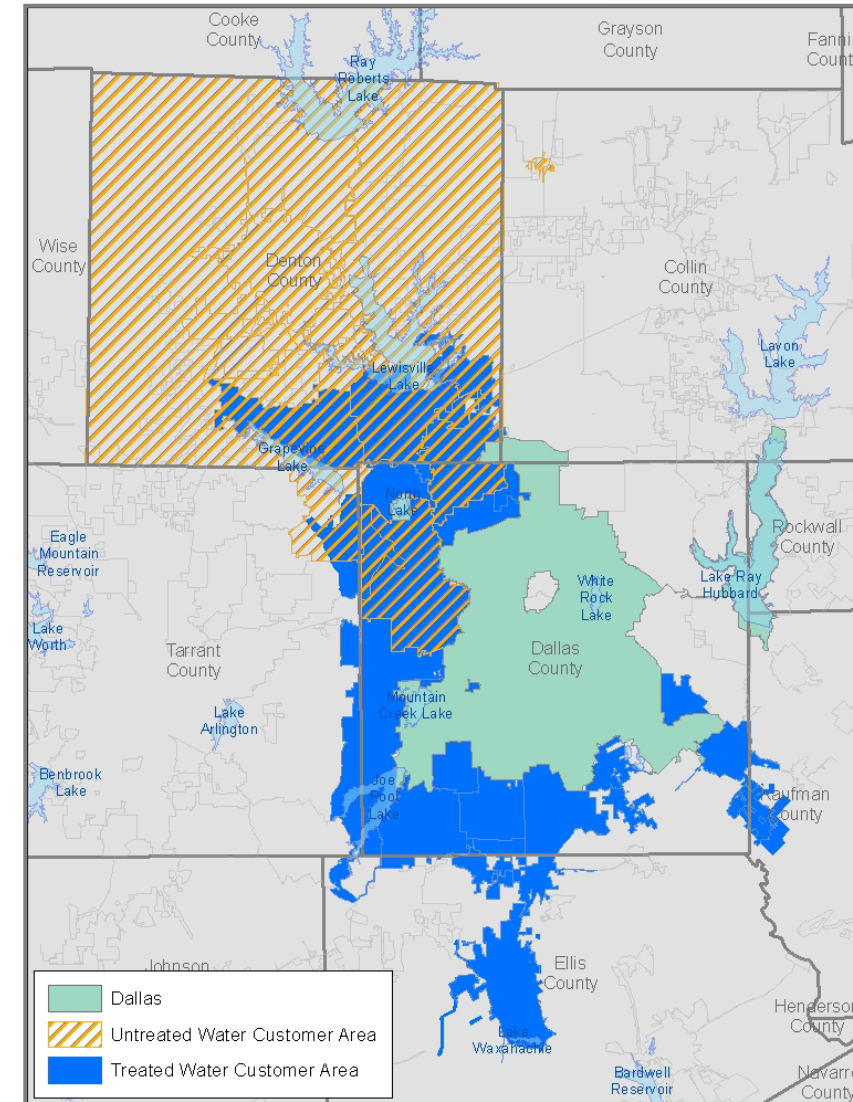 Cooke
County
Grayson
County
Fanni
Count
Ray
Roberts
Lake
Wise
County
Denton
County
Collin
County
Lavon
Lake
Lewisville
Lake
Grapevine
Lake
North
Lake
Eagle
Mountain
Reservoir
Rockwall
County
White
Rock
Lake
Lake Ray
Hubbard
Lake
Worth
Tarrant
County
Dallas
County
Mountain
Creek Lake
Lake
Arlington
Benbrook
Lake
Joe
Pool
Lake
Kaufman
County
Johnson
Ellis
County
Henderson
County
Lake
Waxahachie
Bardwell
Reservoir
Navarr
County
Dallas
Untreated Water Customer Area
Treated Water Customer Area